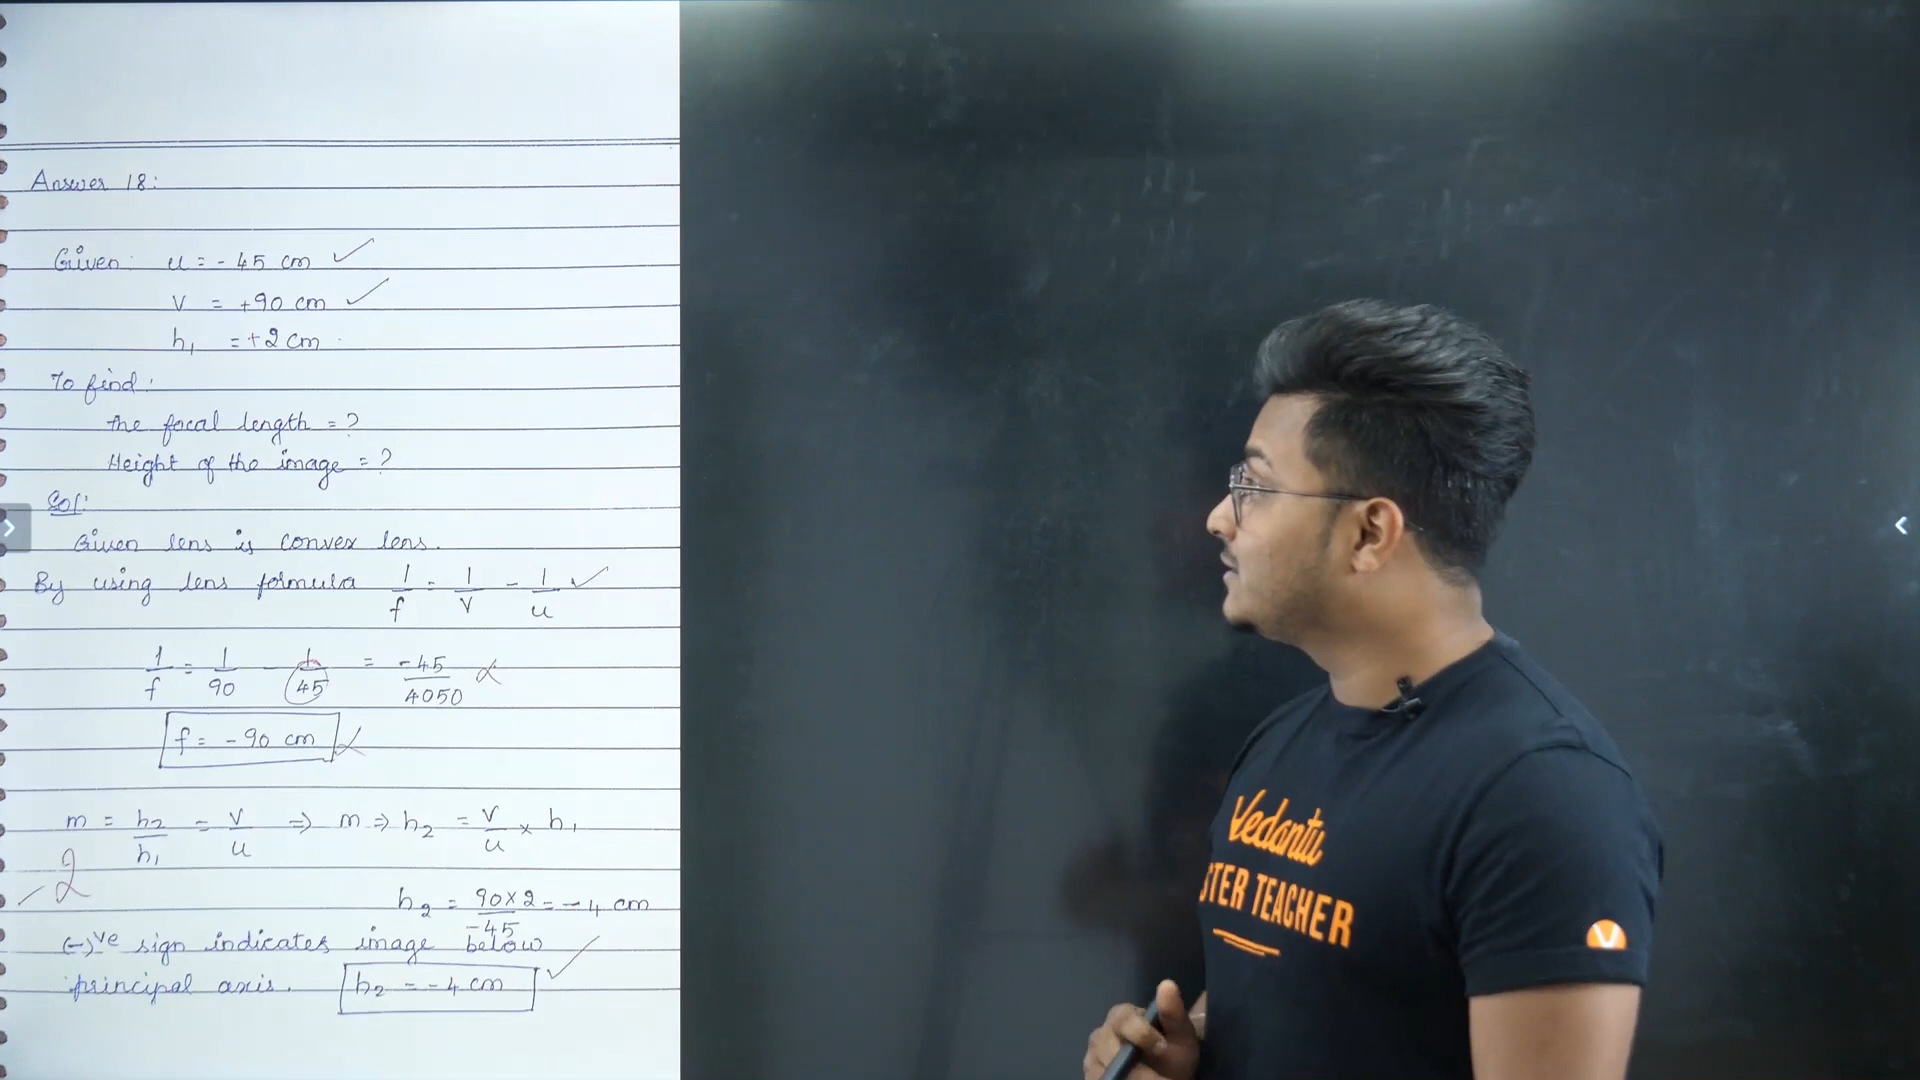 Answer 18:
Given: u = - 45 cm ✓
v = +90 cm ✓
h₁ = +2 cm
To find:
the focal length = ?
Height of the image = ?
Sol:
Given lens is convex lens.
By using lens formula 1/f = 1/v - 1/u ✓
1/f = 1/90 - 1/45 = -45/4050
f = - 90 cm
m = h₂/h₁ = v/u ⇒ m ⇒ h₂ = v/u × h₁
2
h₂ = 90×2/-45 = - 4 cm
(-)ve sign indicates image below
principal axis. h₂ = - 4 cm ✓
Vedantu
STER TEACHER